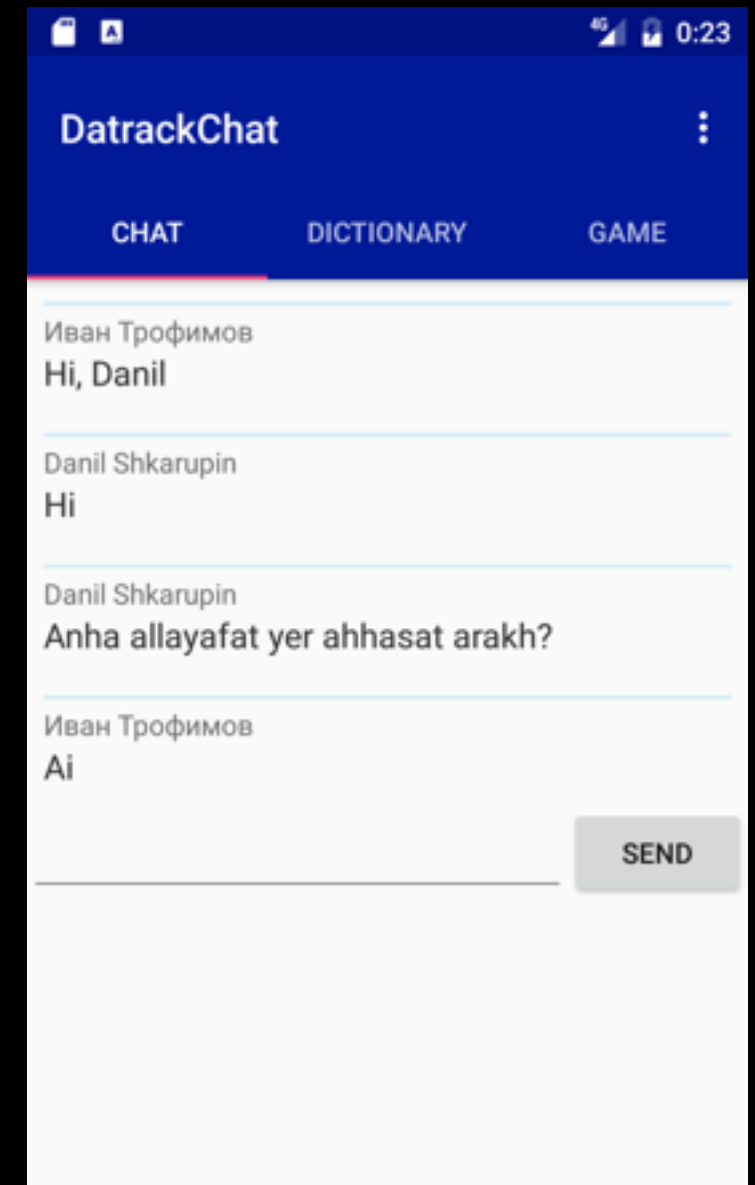 4G 0:23
DatrackChat
CHAT DICTIONARY GAME
Иван Трофимов
Hi, Danil
Danil Shkarupin
Hi
Danil Shkarupin
Anha allayafat yer ahhasat arakh?
Иван Трофимов
Ai
SEND